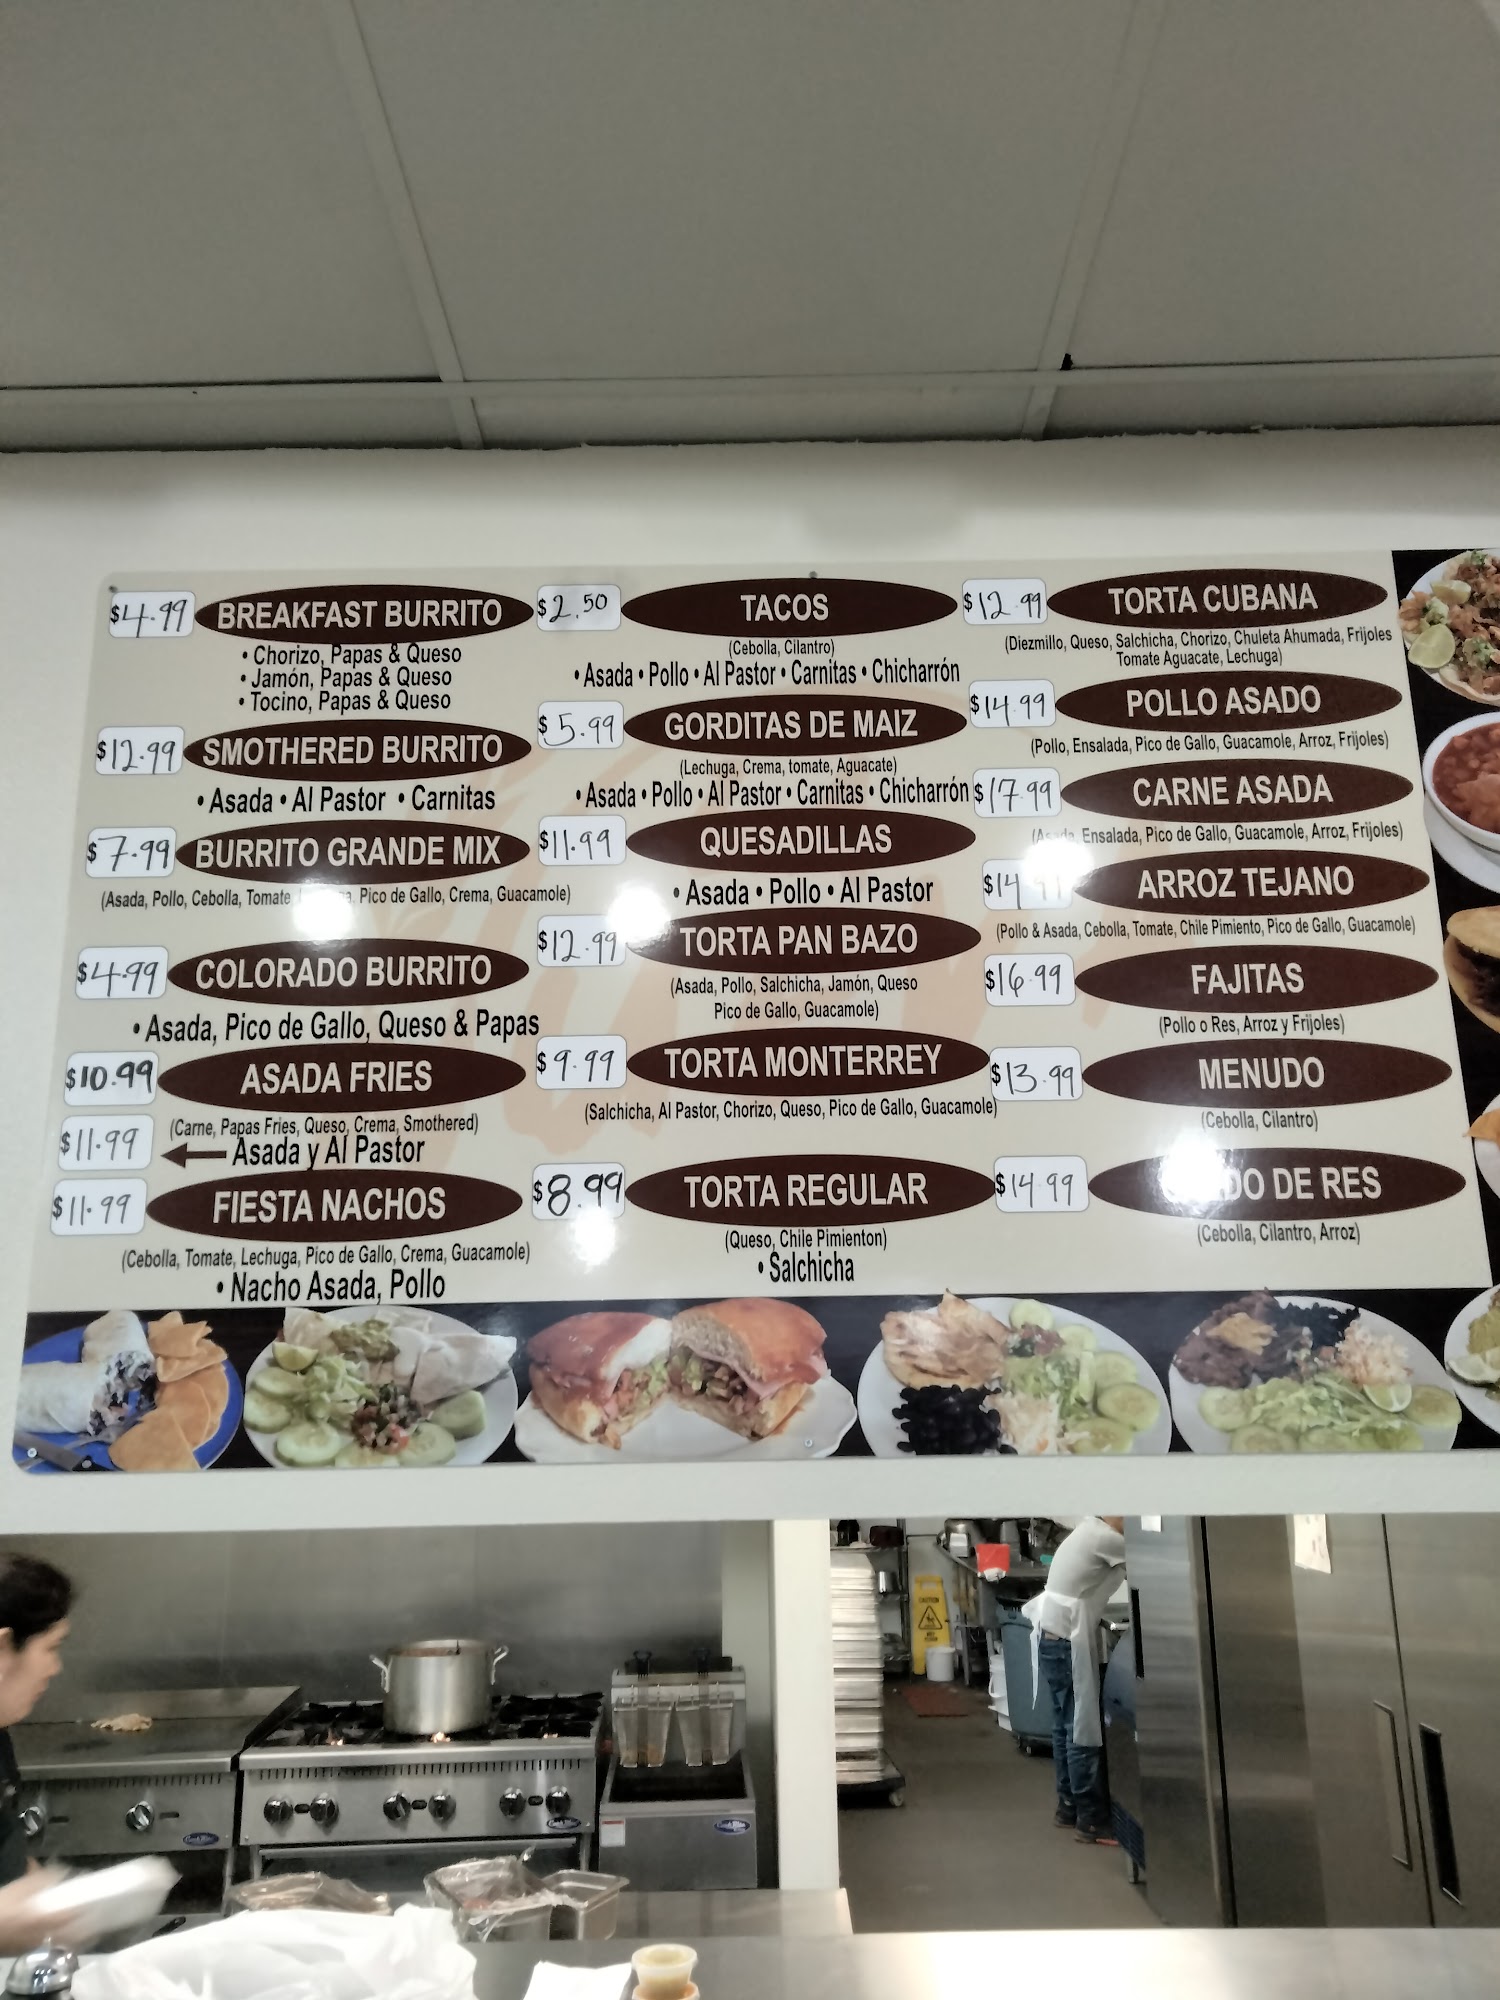 $4.99 BREAKFAST BURRITO
• Chorizo, Papas & Queso
• Jamón, Papas & Queso
• Tocino, Papas & Queso
$12.99 SMOTHERED BURRITO
• Asada • Al Pastor • Carnitas
$7.99 BURRITO GRANDE MIX
(Asada, Pollo, Cebolla, Tomate Pico de Gallo, Crema, Guacamole)
$4.99 COLORADO BURRITO
• Asada, Pico de Gallo, Queso & Papas
$10.99 ASADA FRIES
(Carne, Papas Fries, Queso, Crema, Smothered)
$11.99 Asada y Al Pastor
$11.99 FIESTA NACHOS
(Cebolla, Tomate, Lechuga, Pico de Gallo, Crema, Guacamole)
• Nacho Asada, Pollo
$2.50 TACOS
(Cebolla, Cilantro)
• Asada • Pollo • Al Pastor • Carnitas • Chicharrón
$5.99 GORDITAS DE MAIZ
(Lechuga, Crema, tomate, Aguacate)
• Asada • Pollo • Al Pastor • Carnitas • Chicharrón
$11.99 QUESADILLAS
• Asada • Pollo • Al Pastor
$12.99 TORTA PAN BAZO
(Asada, Pollo, Salchicha, Jamón, Queso
Pico de Gallo, Guacamole)
$9.99 TORTA MONTERREY
(Salchicha, Al Pastor, Chorizo, Queso, Pico de Gallo, Guacamole)
$8.99 TORTA REGULAR
(Queso, Chile Pimienton)
• Salchicha
$12.99 TORTA CUBANA
(Diezmillo, Queso, Salchicha, Chorizo, Chuleta Ahumada, Frijoles
Tomate Aguacate, Lechuga)
$14.99 POLLO ASADO
(Pollo, Ensalada, Pico de Gallo, Guacamole, Arroz, Frijoles)
$17.99 CARNE ASADA
(Asada, Ensalada, Pico de Gallo, Guacamole, Arroz, Frijoles)
ARROZ TEJANO
(Pollo & Asada, Cebolla, Tomate, Chile Pimiento, Pico de Gallo, Guacamole)
$16.99 FAJITAS
(Pollo o Res, Arroz y Frijoles)
$13.99 MENUDO
(Cebolla, Cilantro)
$14.99 DE RES
(Cebolla, Cilantro, Arroz)
CAUTION